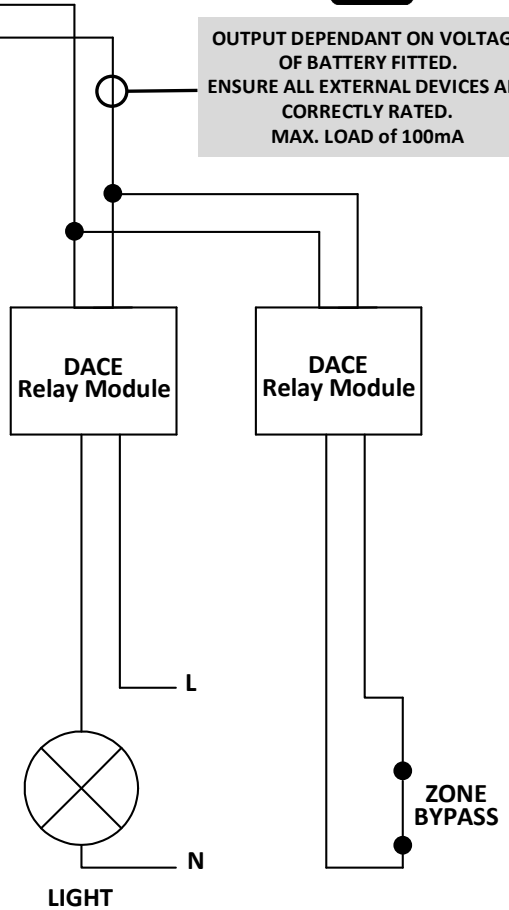 OUTPUT DEPENDANT ON
OF BATTERY FITTED.
ENSURE ALL EXTERNAL DEVICES
CORRECTLY RATED.
MAX. LOAD of 100mA
DACE
Relay Module
DACE
Relay Module
L
ZONE
BYPASS
N
LIGHT